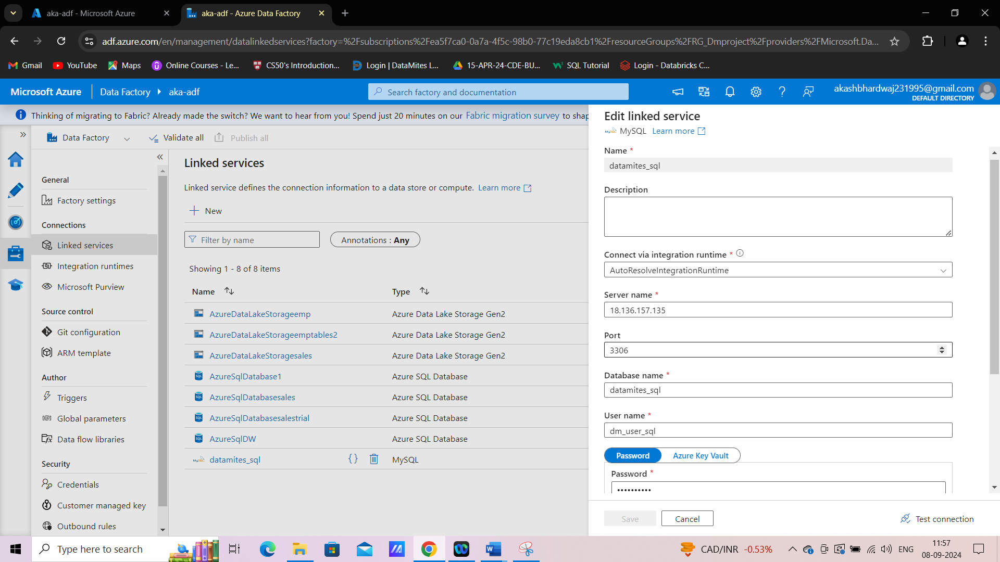 aka-adf - Microsoft Azure
aka-adf - Azure Data Factory
adf.azure.com/en/management/datalinkedservices?factory=%2Fsubscriptions%2Fea5f7ca0-0a7a-4f5c-98b0-77c19eda8cb1%2FresourceGroups%2FRG_Dmproject%2Fproviders%2FMicrosoft.Da...
Gmail YouTube Maps Online Courses - Le... CS50's Introduction... Login | DataMites L... 15-APR-24-CDE-BU... SQL Tutorial Login - Databricks C...
Microsoft Azure Data Factory aka-adf
Search factory and documentation
akashbhardwaj231995@gmail.com
DEFAULT DIRECTORY
Thinking of migrating to Fabric? Already made the switch? We want to hear from you! Spend just 20 minutes on our Fabric migration survey to shap
Data Factory Validate all Publish all
General
Factory settings
Connections
Linked services
Integration runtimes
Microsoft Purview
Source control
Git configuration
ARM template
Author
Triggers
Global parameters
Data flow libraries
Security
Credentials
Customer managed key
Outbound rules
Linked services
Linked service defines the connection information to a data store or compute. Learn more
New
Filter by name
Annotations : Any
Showing 1 - 8 of 8 items
Name Type
AzureDataLakeStorageemp Azure Data Lake Storage Gen2
AzureDataLakeStorageemptables2 Azure Data Lake Storage Gen2
AzureDataLakeStoragesales Azure Data Lake Storage Gen2
AzureSqlDatabase1 Azure SQL Database
AzureSqlDatabasesales Azure SQL Database
AzureSqlDatabasesalestrial Azure SQL Database
AzureSqlDW Azure SQL Database
datamites_sql {} MySQL
Edit linked service
MySQL Learn more
Name *
datamites_sql
Description
Connect via integration runtime *
AutoResolveIntegrationRuntime
Server name *
18.136.157.135
Port
3306
Database name *
datamites_sql
User name *
dm_user_sql
Password Azure Key Vault
Password *
••••••••••
Save Cancel Test connection
Type here to search
CAD/INR -0.53%
ENG
11:57
08-09-2024